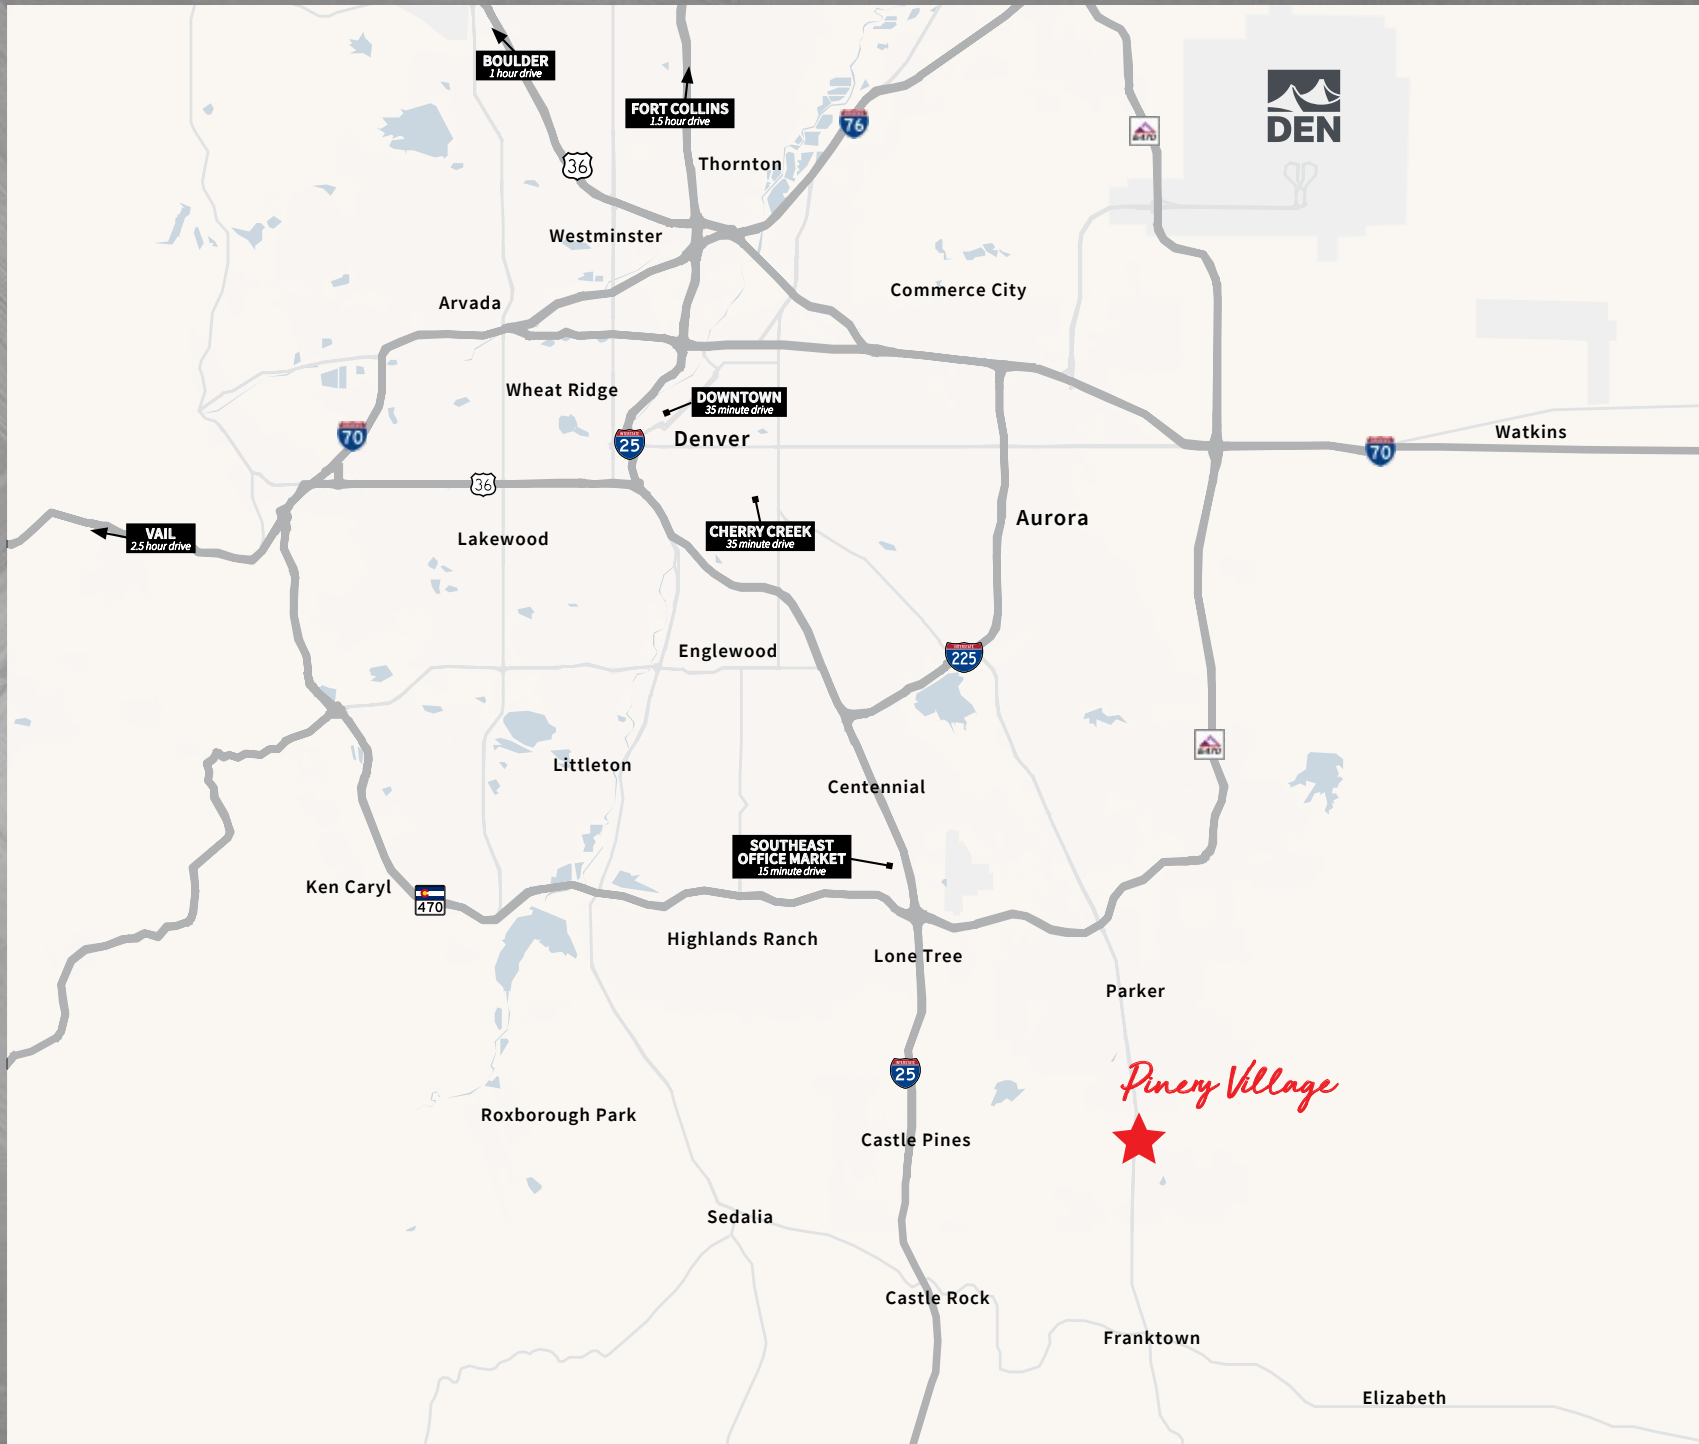 BOULDER
1 hour drive
FORT COLLINS
1.5 hour drive
76
DEN
36
Thornton
Westminster
Commerce City
Arvada
Wheat Ridge
DOWNTOWN
35 minute drive
70
25
Denver
Watkins
70
36
Aurora
VAIL
2.5 hour drive
Lakewood
CHERRY CREEK
35 minute drive
Englewood
225
Littleton
Centennial
SOUTHEAST
OFFICE MARKET
15 minute drive
Ken Caryl
470
Highlands Ranch
Lone Tree
Parker
25
Pinery Village
Roxborough Park
Castle Pines
Sedalia
Castle Rock
Franktown
Elizabeth